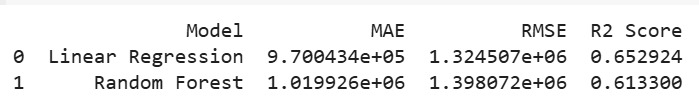 Model MAE RMSE R2 Score
0 Linear Regression 9.700434e+05 1.324507e+06 0.652924
1 Random Forest 1.019926e+06 1.398072e+06 0.613300